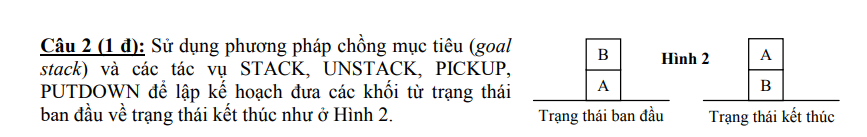 Câu 2 (1 đ): Sử dụng phương pháp chồng mục tiêu (goal
stack) và các tác vụ STACK, UNSTACK, PICKUP,
PUTDOWN để lập kế hoạch đưa các khối từ trạng thái
ban đầu về trạng thái kết thúc như ở Hình 2.
B
A
Trạng thái ban đầu
Hình 2
A
B
Trạng thái kết thúc